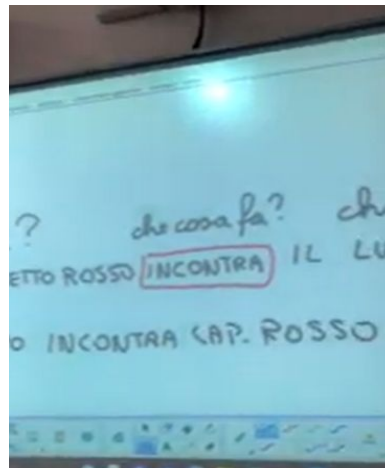 ? che cosa fa? ch
ETTO ROSSO INCONTRA IL LU
O INCONTRA CAP. ROSSO